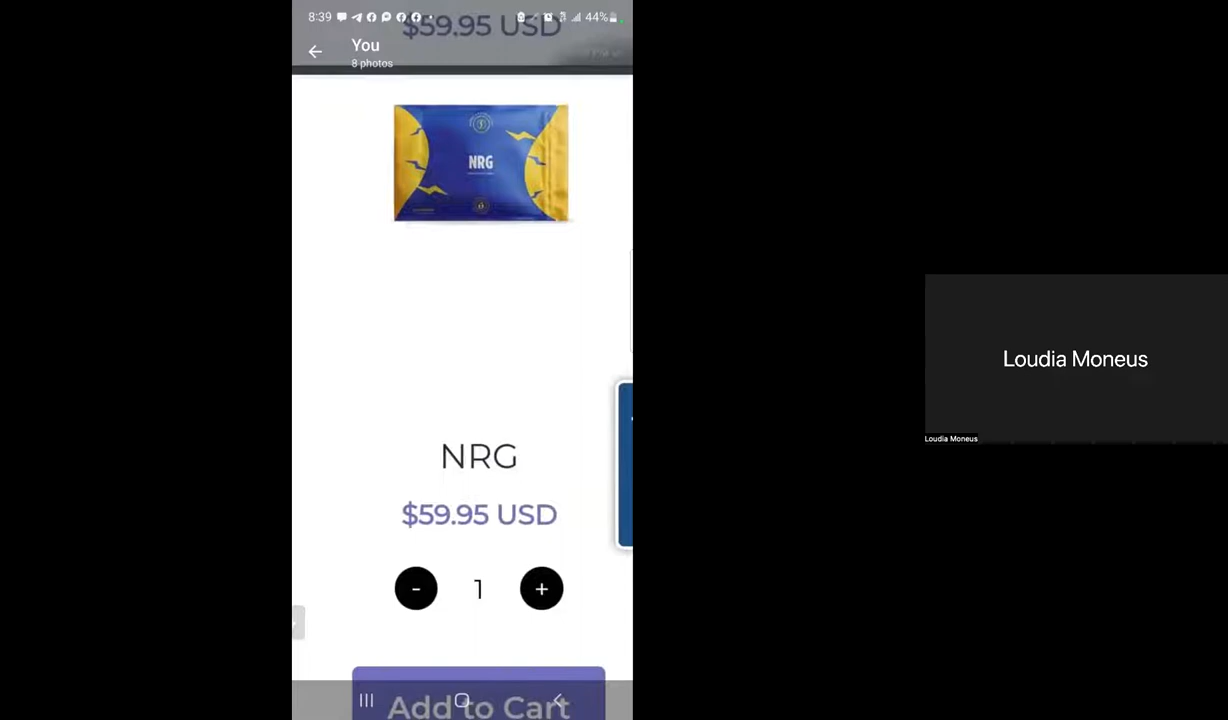 8:39
44%
$59.95 USD
You
8 photos
NRG
NRG
$59.95 USD
- 1 +
Add to Cart
Loudia Moneus
Loudia Moneus